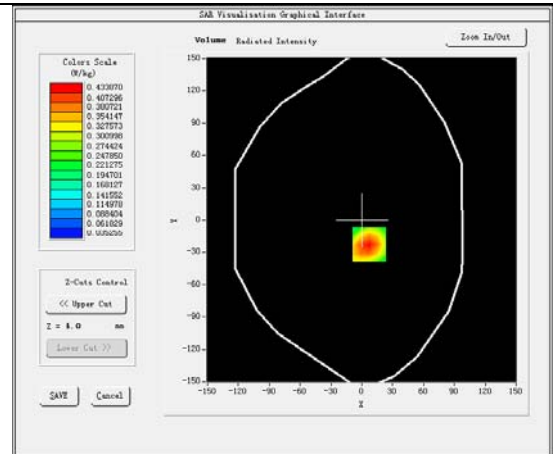 SAR Visualisation Graphical Interface
Volume Radiated Intensity
Zoom In/Out
Colors Scale
(W/kg)
0.433870
0.407296
0.380721
0.354147
0.327573
0.300998
0.274424
0.247850
0.221275
0.194701
0.168127
0.141552
0.114978
0.088404
0.061829
0.035255
Z-Cuts Control
<< Upper Cut
Z = 4.0 mm
Lower Cut >>
SAVE Cancel
150
120
90
60
30
0
-30
-60
-90
-120
-150
Y
-150 -120 -90 -60 -30 0 30 60 90 120 150
X